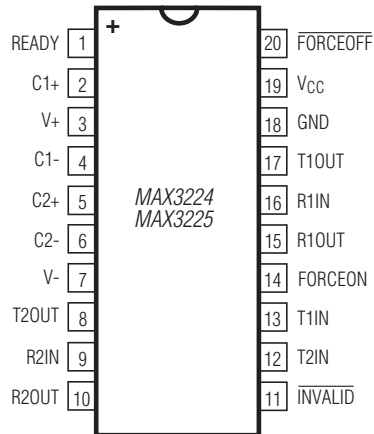 +
READY 1 20 FORCEOFF
C1+ 2 19 VCC
V+ 3 18 GND
C1- 4 17 T1OUT
C2+ 5 MAX3224 16 R1IN
MAX3225
C2- 6 15 R1OUT
V- 7 14 FORCEON
T2OUT 8 13 T1IN
R2IN 9 12 T2IN
R2OUT 10 11 INVALID